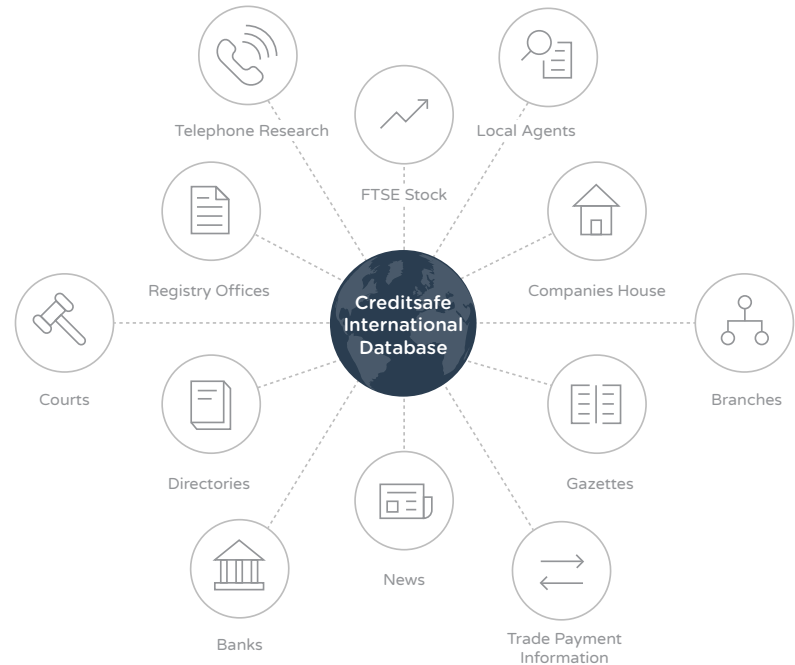 Telephone Research
Local Agents
FTSE Stock
Registry Offices
Companies House
Creditsafe
International
Database
Courts
Branches
Directories
Gazettes
News
Banks
Trade Payment
Information